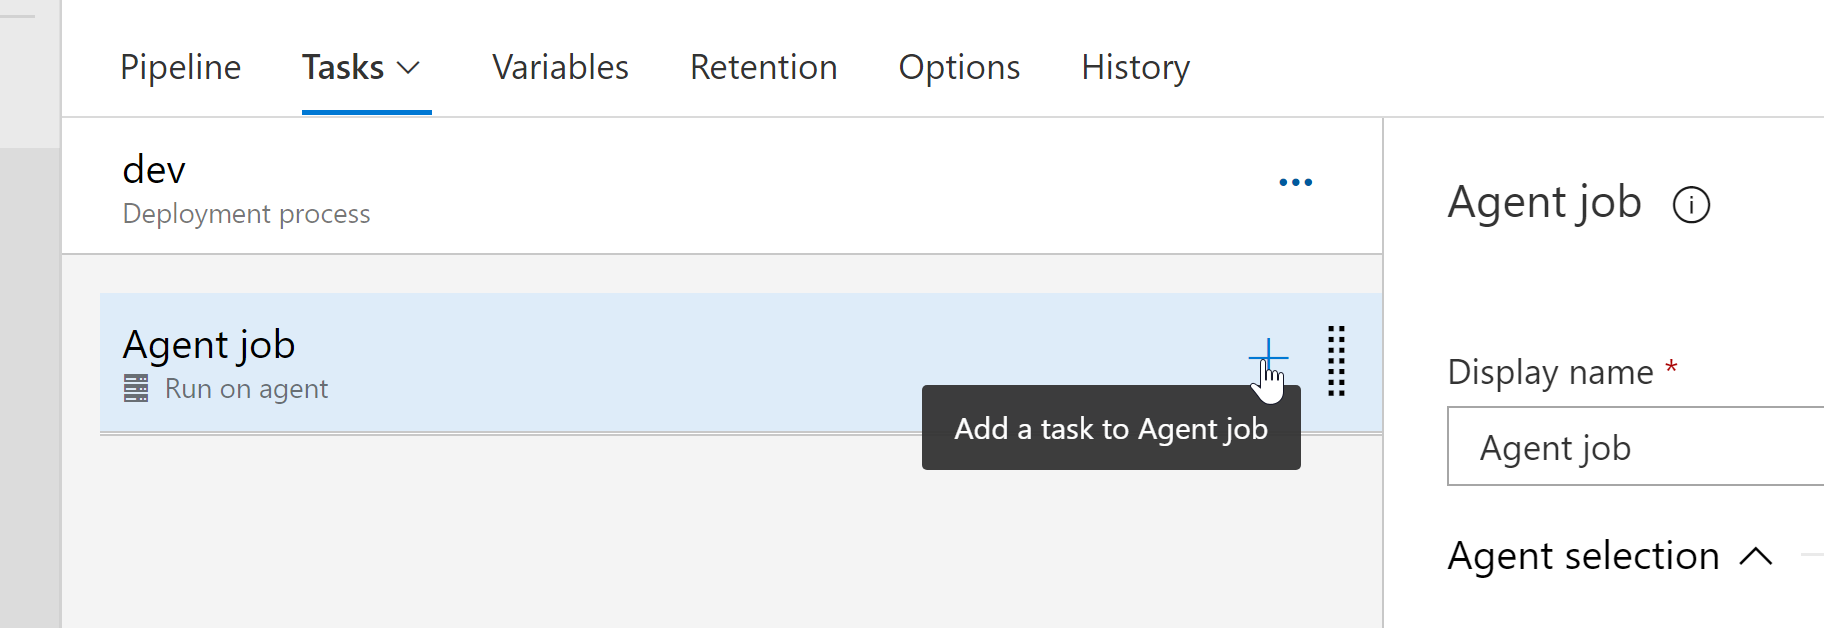 Pipeline Tasks Variables Retention Options History
dev
Deployment process
Agent job
Run on agent
Add a task to Agent job
Agent job
Display name *
Agent job
Agent selection